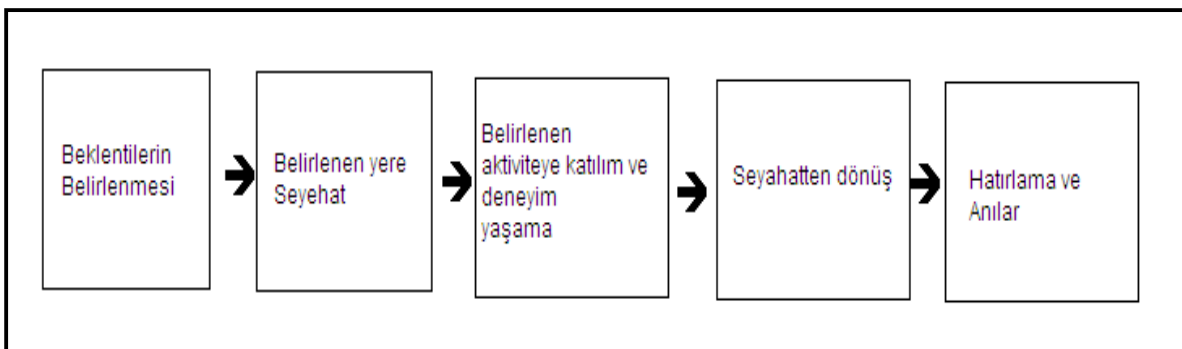 Beklentilerin
Belirlenmesi
Belirlenen yere
Seyehat
Belirlenen
aktiviteye katılım ve
deneyim
yaşama
Seyahatten dönüş
Hatırlama ve
Anılar